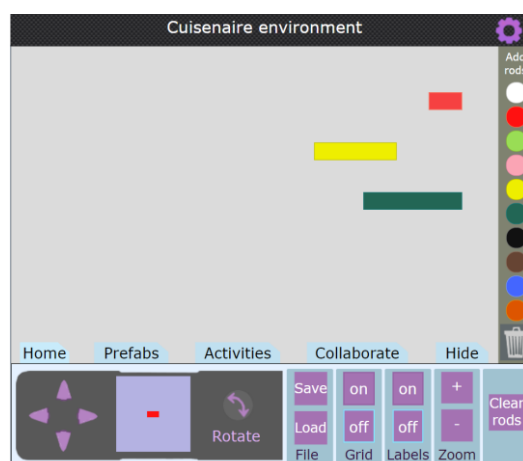 Cuisenaire environment
Add
rods
Home Prefabs Activities Collaborate Hide
Save on on +
Clear
rods
Load off off -
Rotate
File Grid Labels Zoom